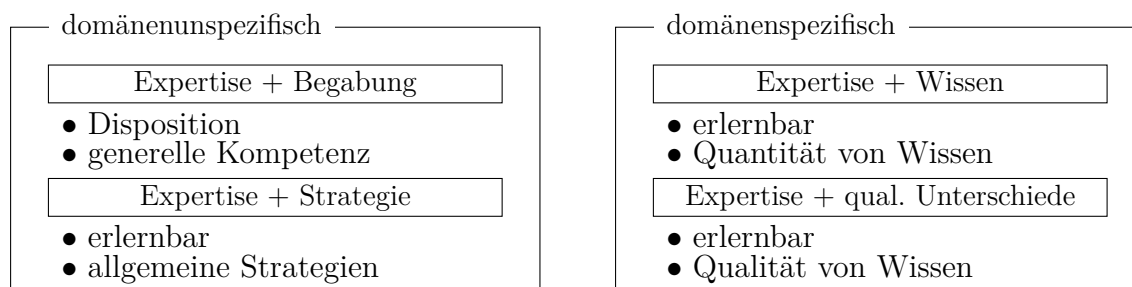 domänenunspezifisch
Expertise + Begabung
• Disposition
• generelle Kompetenz
Expertise + Strategie
• erlernbar
• allgemeine Strategien
domänenspezifisch
Expertise + Wissen
• erlernbar
• Quantität von Wissen
Expertise + qual. Unterschiede
• erlernbar
• Qualität von Wissen